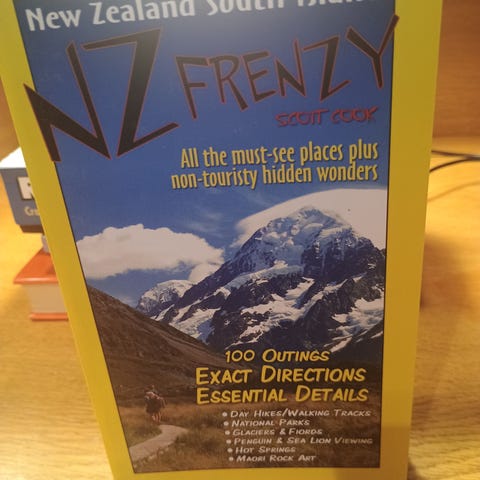 New Zealand South Island
NZ FRENZY
SCOTT COOK
All the must-see places plus
non-touristy hidden wonders
100 OUTINGS
EXACT DIRECTIONS
ESSENTIAL DETAILS
• DAY HIKES/WALKING TRACKS
• NATIONAL PARKS
• GLACIERS & FIORDS
• PENGUIN & SEA LION VIEWING
• HOT SPRINGS
• MAORI ROCK ART